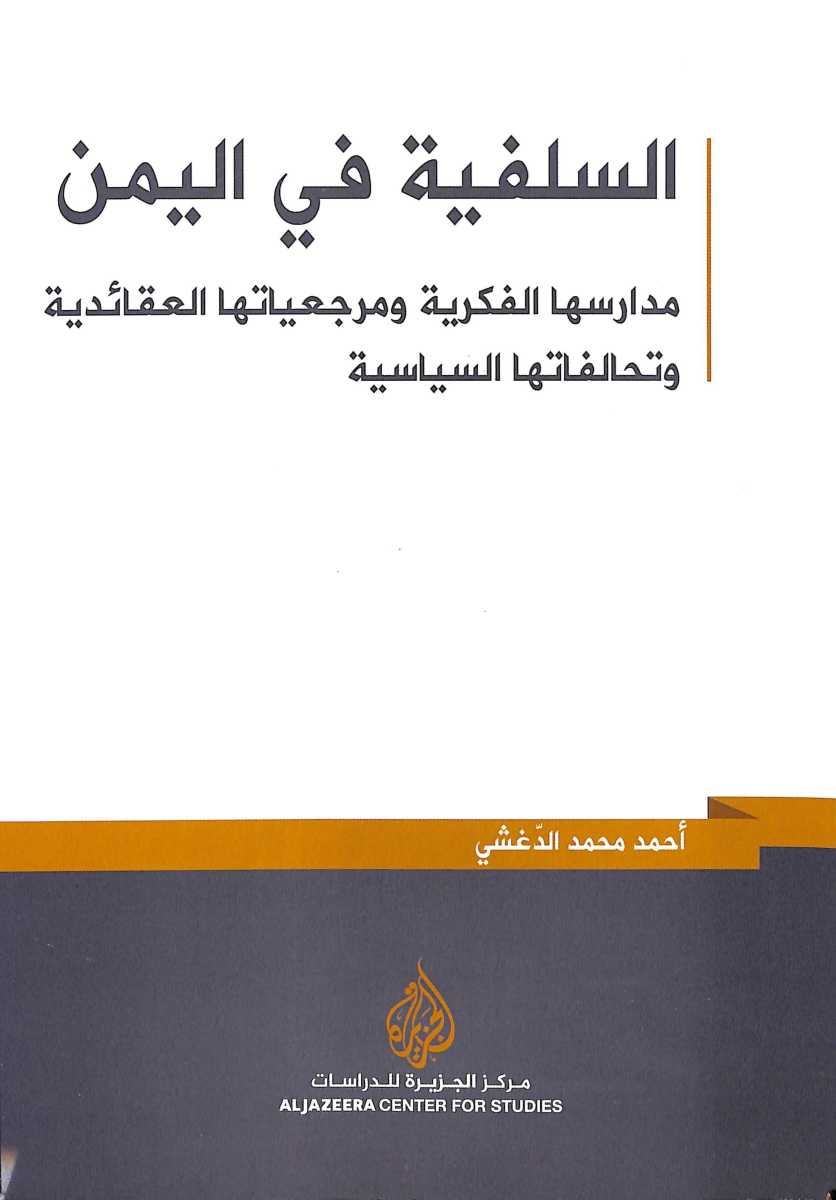 السلفية في اليمن
مدارسها الفكرية ومرجعياتها العقائدية
وتحالفاتها السياسية
أحمد محمد الدّغشي
الجزيرة
مركز الجزيرة للدراسات
ALJAZEERA CENTER FOR STUDIES